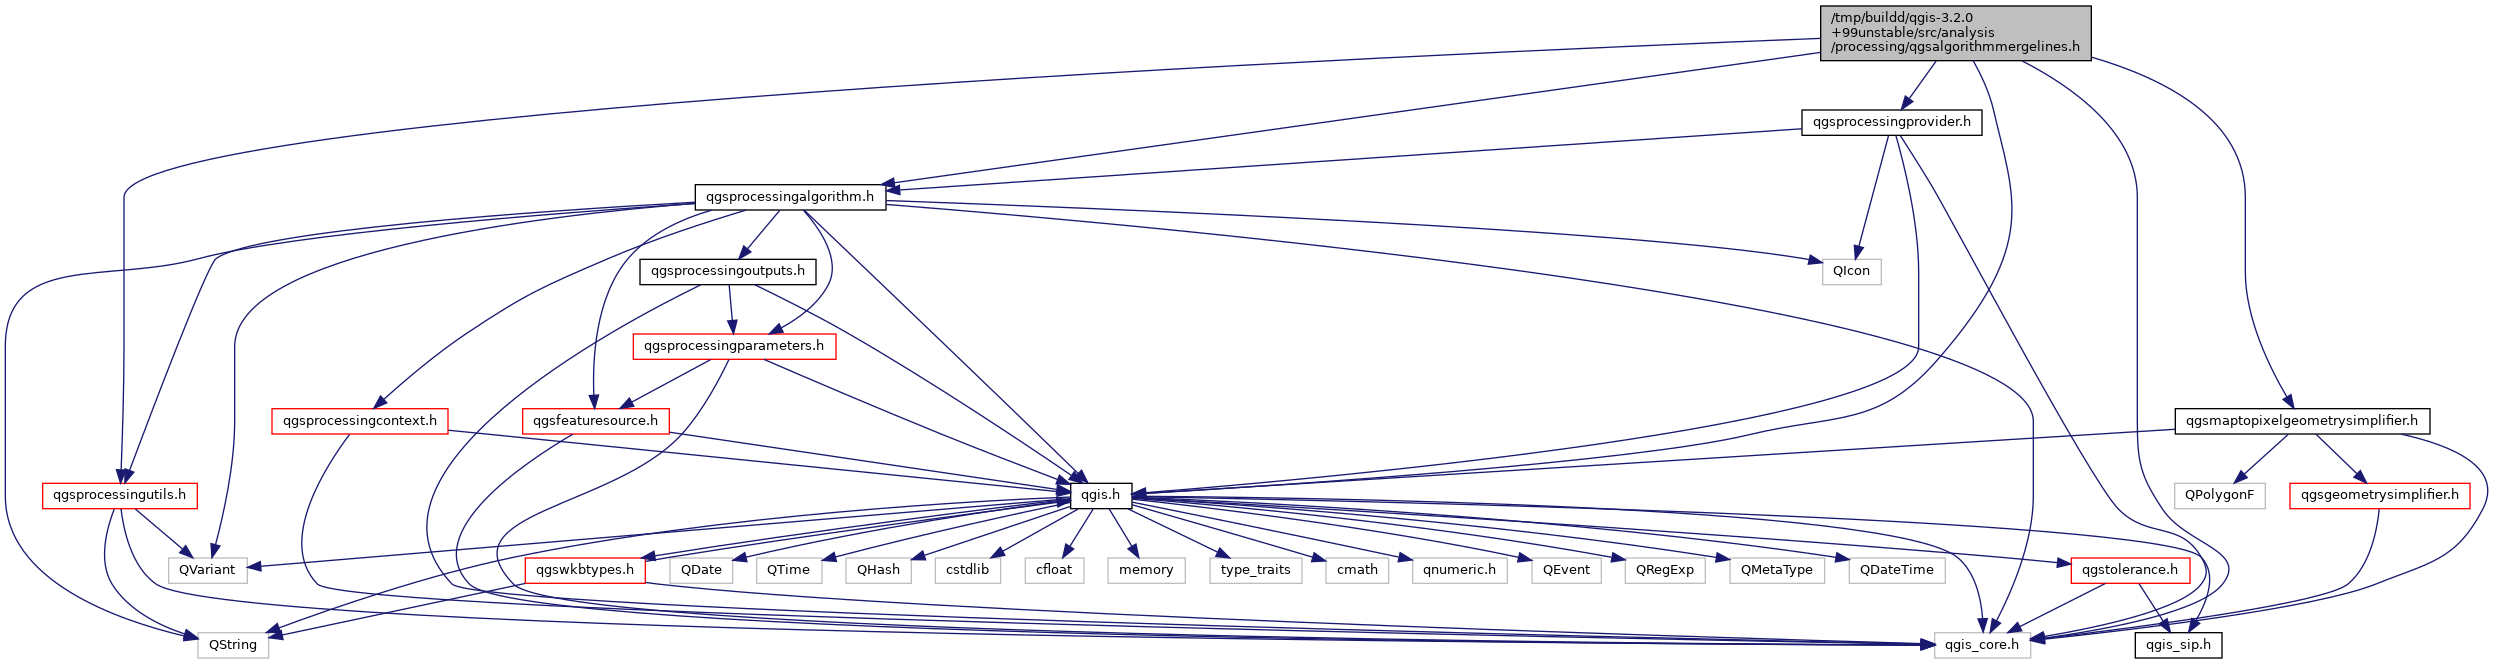 /tmp/buildd/qgis-3.2.0
+99unstable/src/analysis
/processing/qgsalgorithmmergelines.h
qgsprocessingprovider.h
qgsprocessingalgorithm.h
qgsprocessingoutputs.h
QIcon
qgsprocessingparameters.h
qgsprocessingcontext.h
qgsfeaturesource.h
qgsmaptopixelgeometrysimplifier.h
qgsprocessingutils.h
qgis.h
QPolygonF
qgsgeometrysimplifier.h
QVariant
qgswkbtypes.h
QDate
QTime
QHash
cstdlib
cfloat
memory
type_traits
cmath
qnumeric.h
QEvent
QRegExp
QMetaType
QDateTime
qgstolerance.h
QString
qgis_core.h
qgis_sip.h